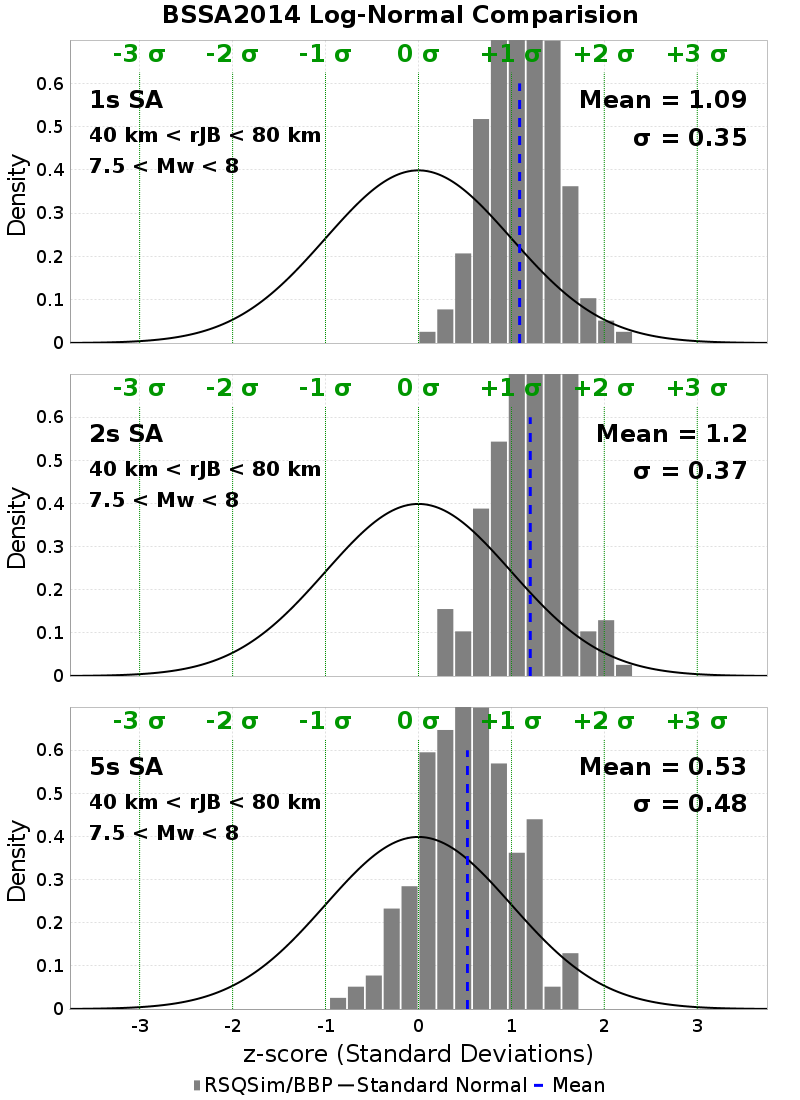 BSSA2014 Log-Normal Comparision
-3 σ -2 σ -1 σ 0 σ +1 σ +2 σ +3 σ
1s SA
Mean = 1.09
40 km < rJB < 80 km
σ = 0.35
7.5 < Mw < 8
Density
0.6
0.5
0.4
0.3
0.2
0.1
0
-3 σ -2 σ -1 σ 0 σ +1 σ +2 σ +3 σ
2s SA
Mean = 1.2
40 km < rJB < 80 km
σ = 0.37
7.5 < Mw < 8
Density
0.6
0.5
0.4
0.3
0.2
0.1
0
-3 σ -2 σ -1 σ 0 σ +1 σ +2 σ +3 σ
5s SA
Mean = 0.53
40 km < rJB < 80 km
σ = 0.48
7.5 < Mw < 8
Density
0.6
0.5
0.4
0.3
0.2
0.1
0
-3 -2 -1 0 1 2 3
z-score (Standard Deviations)
RSQSim/BBP Standard Normal Mean